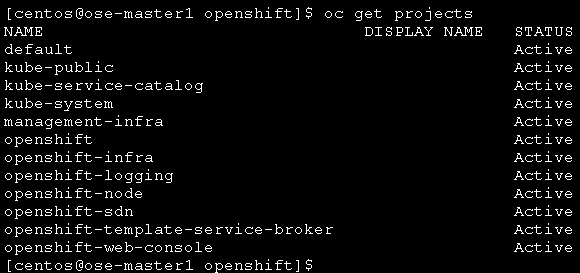 [centos@ose-master1 openshift]$ oc get projects
NAME DISPLAY NAME STATUS
default Active
kube-public Active
kube-service-catalog Active
kube-system Active
management-infra Active
openshift Active
openshift-infra Active
openshift-logging Active
openshift-node Active
openshift-sdn Active
openshift-template-service-broker Active
openshift-web-console Active
[centos@ose-master1 openshift]$